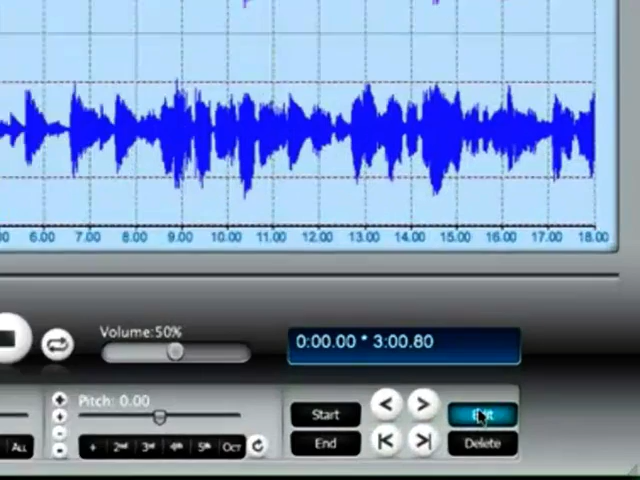 6.00 7.00 8.00 9.00 10.00 11.00 12.00 13.00 14.00 15.00 16.00 17.00 18.00
Volume:50%
0:00.00 * 3:00.80
Pitch: 0.00
Start
ALL + 2nd 3rd 4th 5th OCT
End
Delete